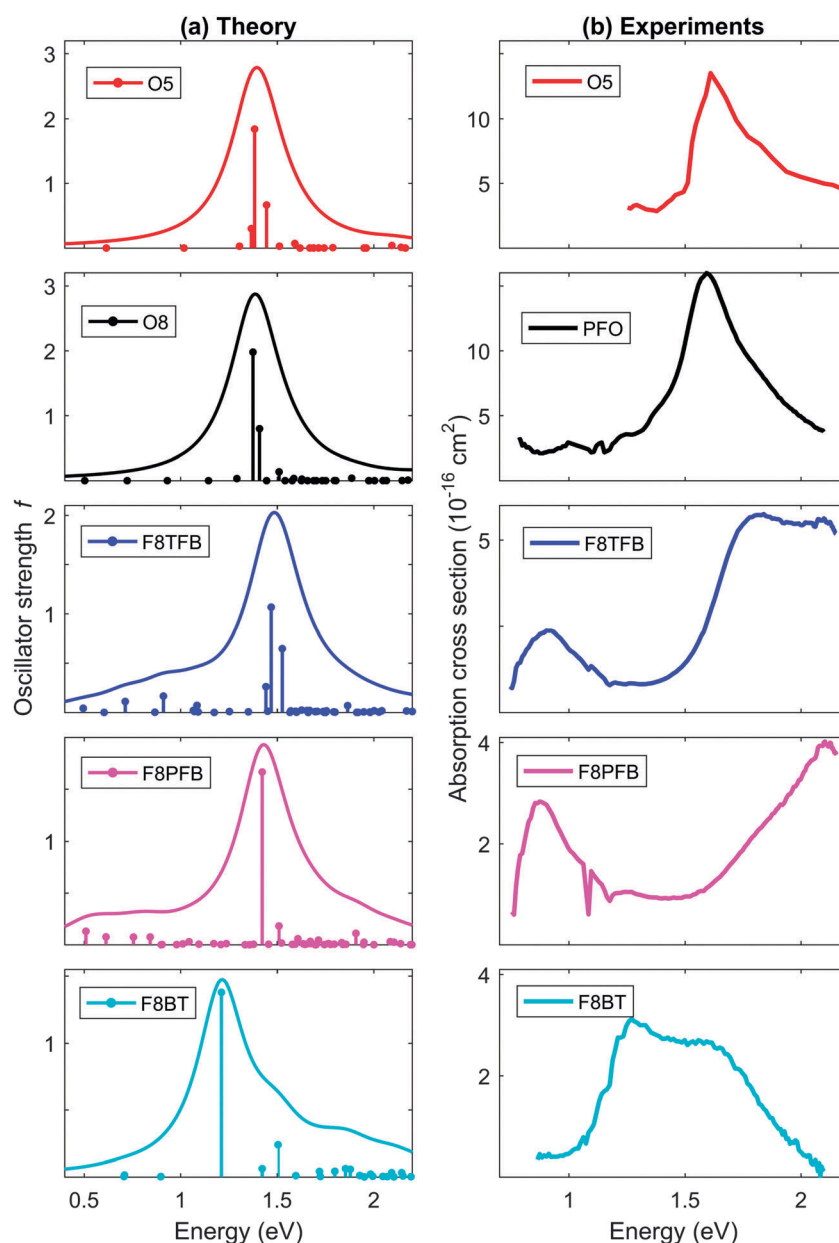 (a) Theory
(b) Experiments
O5
3
2
1
O5
10
5
O8
3
2
1
PFO
10
5
F8TFB
2
1
F8TFB
5
F8PFB
1
F8PFB
4
2
F8BT
1
F8BT
4
2
0.5 1 1.5 2
1 1.5 2
Energy (eV)
Energy (eV)
Oscillator strength f
Absorption cross section (10⁻¹⁶ cm²)